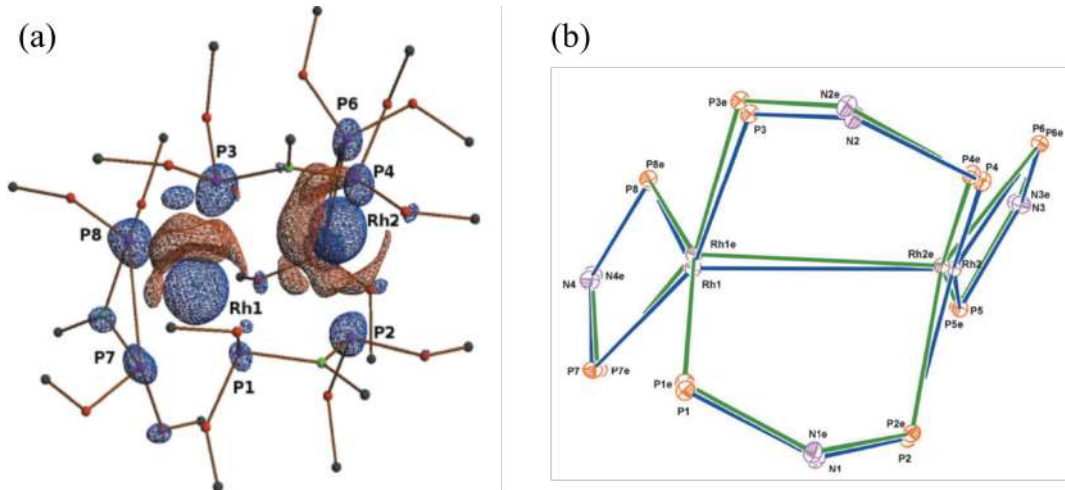 (a)
P6
P3
P4
Rh2
P8
Rh1
P2
P7
P1
(b)
N2e
P3e
P3
N2
P6
P6e
P8e
P4e
P4
P8
N3e
N3
Rh1e
Rh2e
Rh2
N4
N4e
Rh1
P5
P5e
P7
P7e
P1e
P1
P2e
N1e
P2
N1